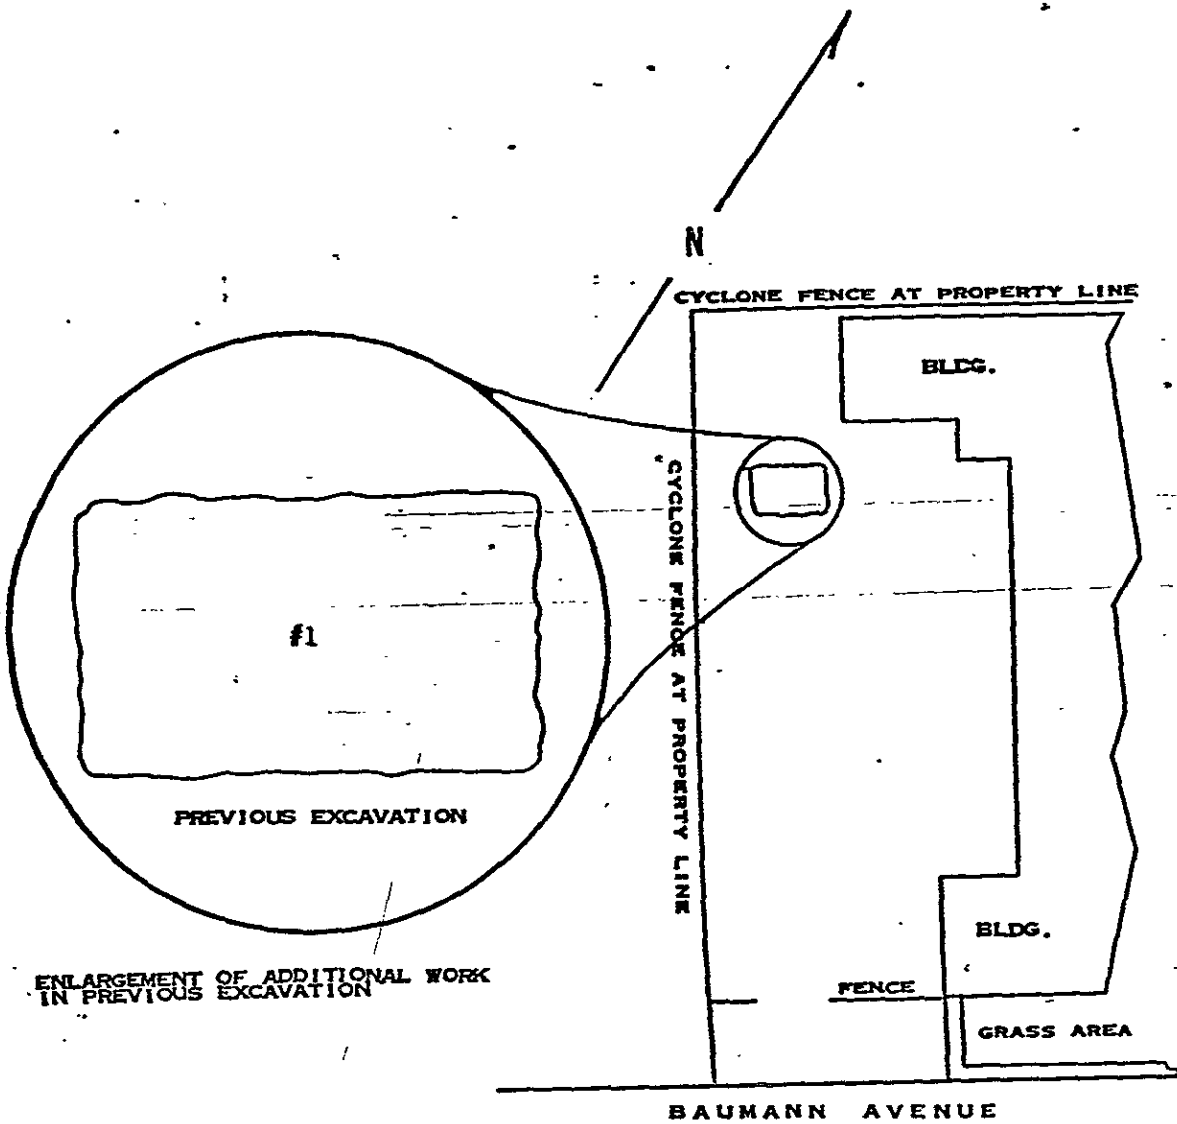 N
CYCLONE FENCE AT PROPERTY LINE
BLDG.
CYCLONE FENCE AT PROPERTY LINE
#1
PREVIOUS EXCAVATION
BLDG.
ENLARGEMENT OF ADDITIONAL WORK
IN PREVIOUS EXCAVATION
FENCE
GRASS AREA
BAUMANN AVENUE